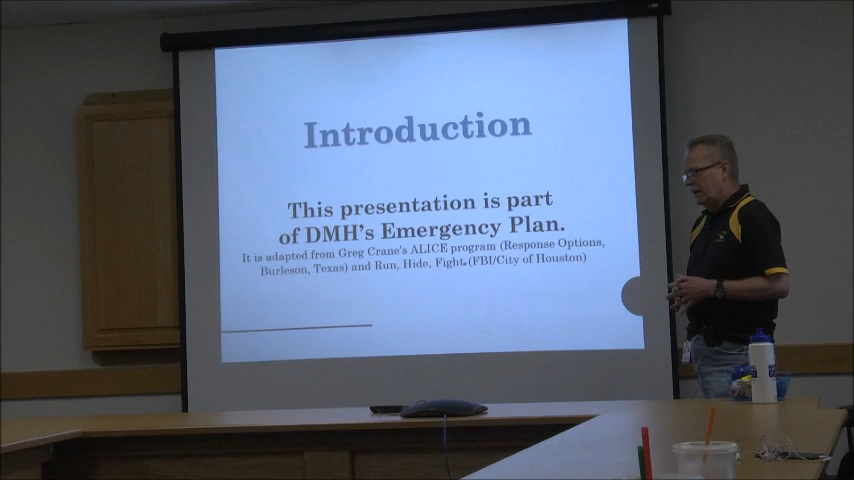 Introduction
This presentation is part
of DMH's Emergency Plan.
It is adapted from Greg Crane's ALICE program (Response Options,
Burleson, Texas) and Run, Hide, Fight. (FBI/City of Houston)